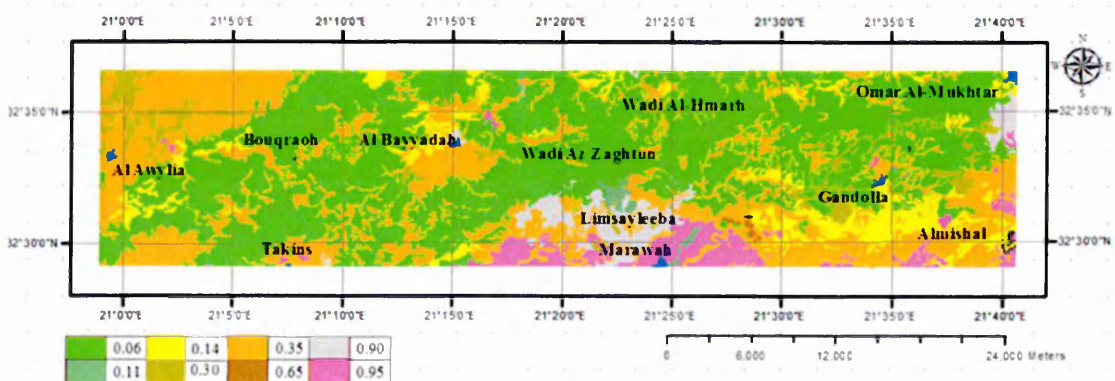 21°0'0"E 21°5'0"E 21°10'0"E 21°15'0"E 21°20'0"E 21°25'0"E 21°30'0"E 21°35'0"E 21°40'0"E
N
E
S
32°35'0"N 32°35'0"N
Omar Al-Mukhtar
Wadi Al-Hmarh
Bouqraoh Al Bayyadah
Wadi Az Zaghtun
Al Awylia
Gandolla
Limsayleeba
Almishal
32°30'0"N 32°30'0"N
Takins Marawah
21°0'0"E 21°5'0"E 21°10'0"E 21°15'0"E 21°20'0"E 21°25'0"E 21°30'0"E 21°35'0"E 21°40'0"E
0.06 0.14 0.35 0.90
0.11 0.30 0.65 0.95
0 6,000 12,000 24,000 Meters